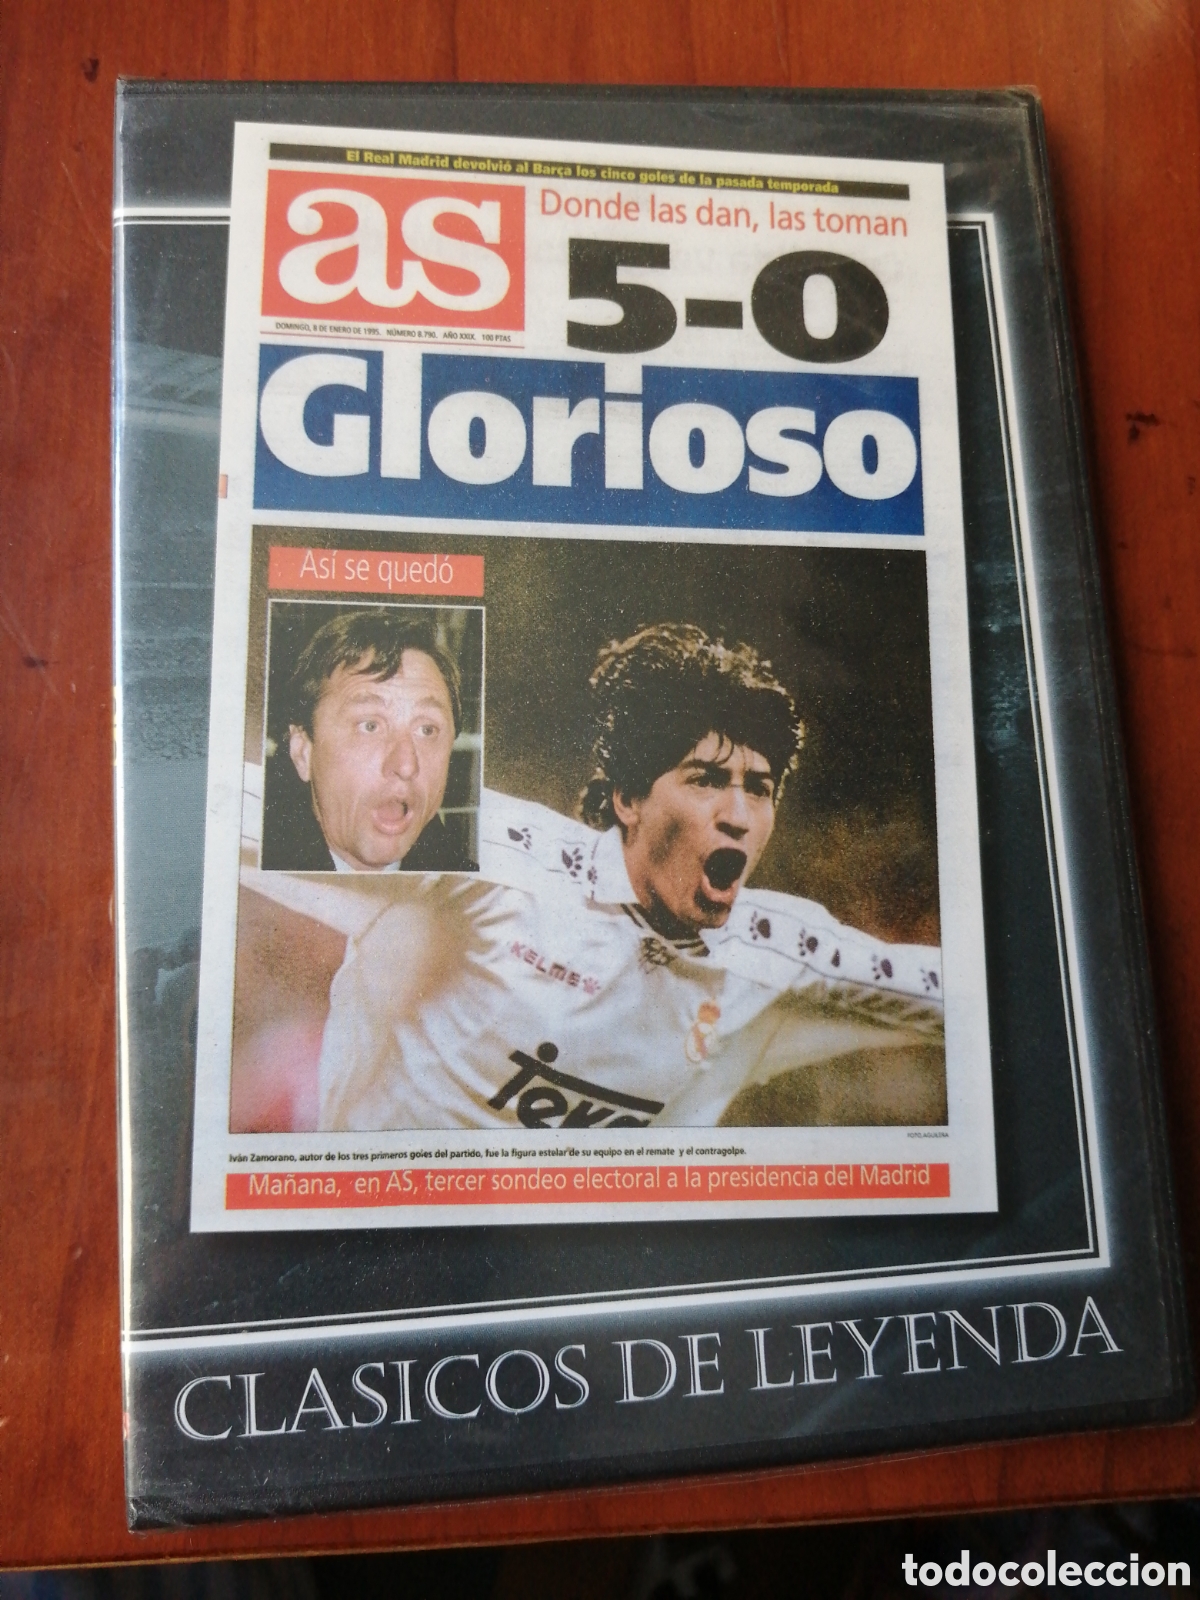 El Real Madrid devolvió al Barça los cinco goles de la pasada temporada
as
Donde las dan, las toman
5-0
DOMINGO, 8 DE ENERO DE 1995. NÚMERO 8.790. AÑO XXIX. 100 PTAS
Glorioso
Así se quedó
KELME
Teka
FOTO, AGUILERA
Iván Zamorano, autor de los tres primeros goles del partido, fue la figura estelar de su equipo en el remate y el contragolpe.
Mañana, en AS, tercer sondeo electoral a la presidencia del Madrid
CLASICOS DE LEYENDA
todocoleccion